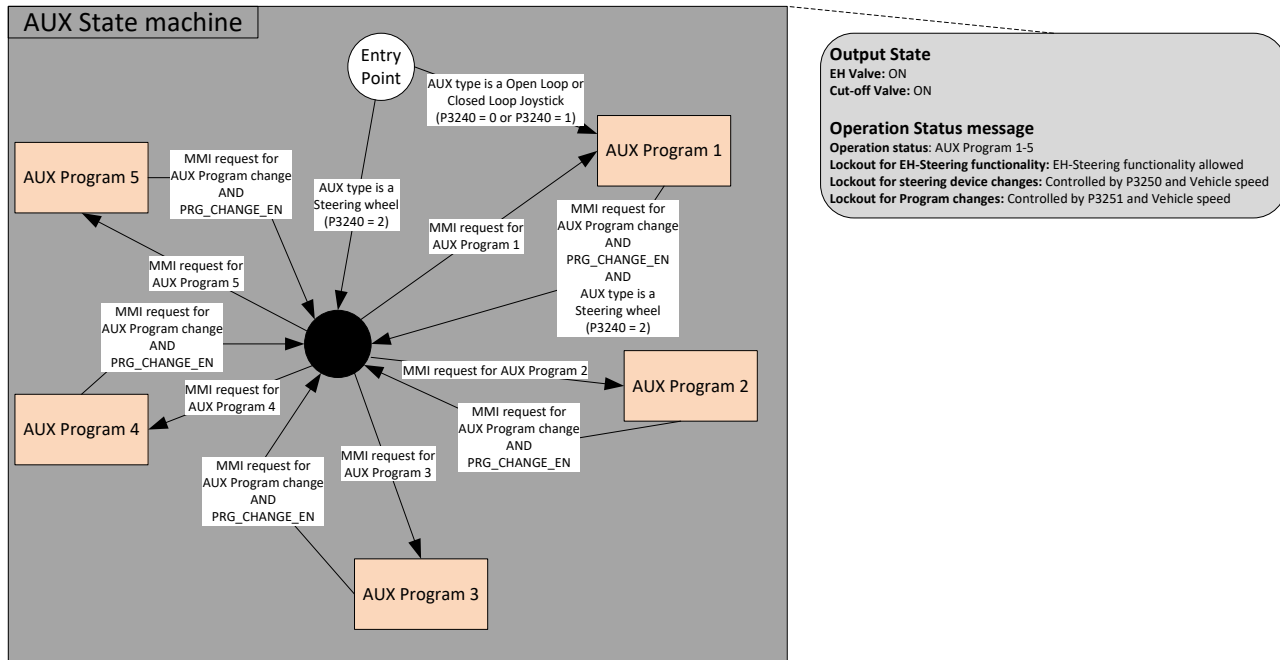 AUX State machine
Entry
Point
AUX type is a Open Loop or
Closed Loop Joystick
(P3240 = 0 or P3240 = 1)
AUX Program 1
AUX Program 5
MMI request for
AUX Program change
AND
PRG_CHANGE_EN
AUX type is a
Steering wheel
(P3240 = 2)
MMI request for
AUX Program 1
MMI request for
AUX Program change
AND
PRG_CHANGE_EN
AND
AUX type is a
Steering wheel
(P3240 = 2)
MMI request for
AUX Program 5
MMI request for
AUX Program change
AND
PRG_CHANGE_EN
MMI request for AUX Program 2
AUX Program 2
MMI request for
AUX Program 4
AUX Program 4
MMI request for
AUX Program change
AND
PRG_CHANGE_EN
MMI request for
AUX Program 3
MMI request for
AUX Program change
AND
PRG_CHANGE_EN
AUX Program 3
Output State
EH Valve: ON
Cut-off Valve: ON
Operation Status message
Operation status: AUX Program 1-5
Lockout for EH-Steering functionality: EH-Steering functionality allowed
Lockout for steering device changes: Controlled by P3250 and Vehicle speed
Lockout for Program changes: Controlled by P3251 and Vehicle speed